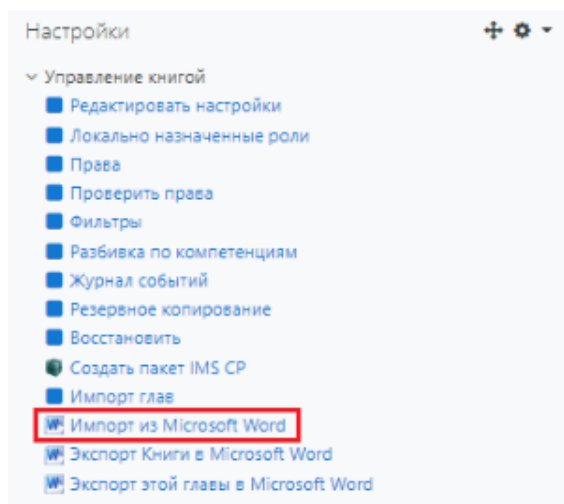 Настройки
Управление книгой
Редактировать настройки
Локально назначенные роли
Права
Проверить права
Фильтры
Разбивка по компетенциям
Журнал событий
Резервное копирование
Восстановить
Создать пакет IMS CP
Импорт глав
Импорт из Microsoft Word
Экспорт Книги в Microsoft Word
Экспорт этой главы в Microsoft Word